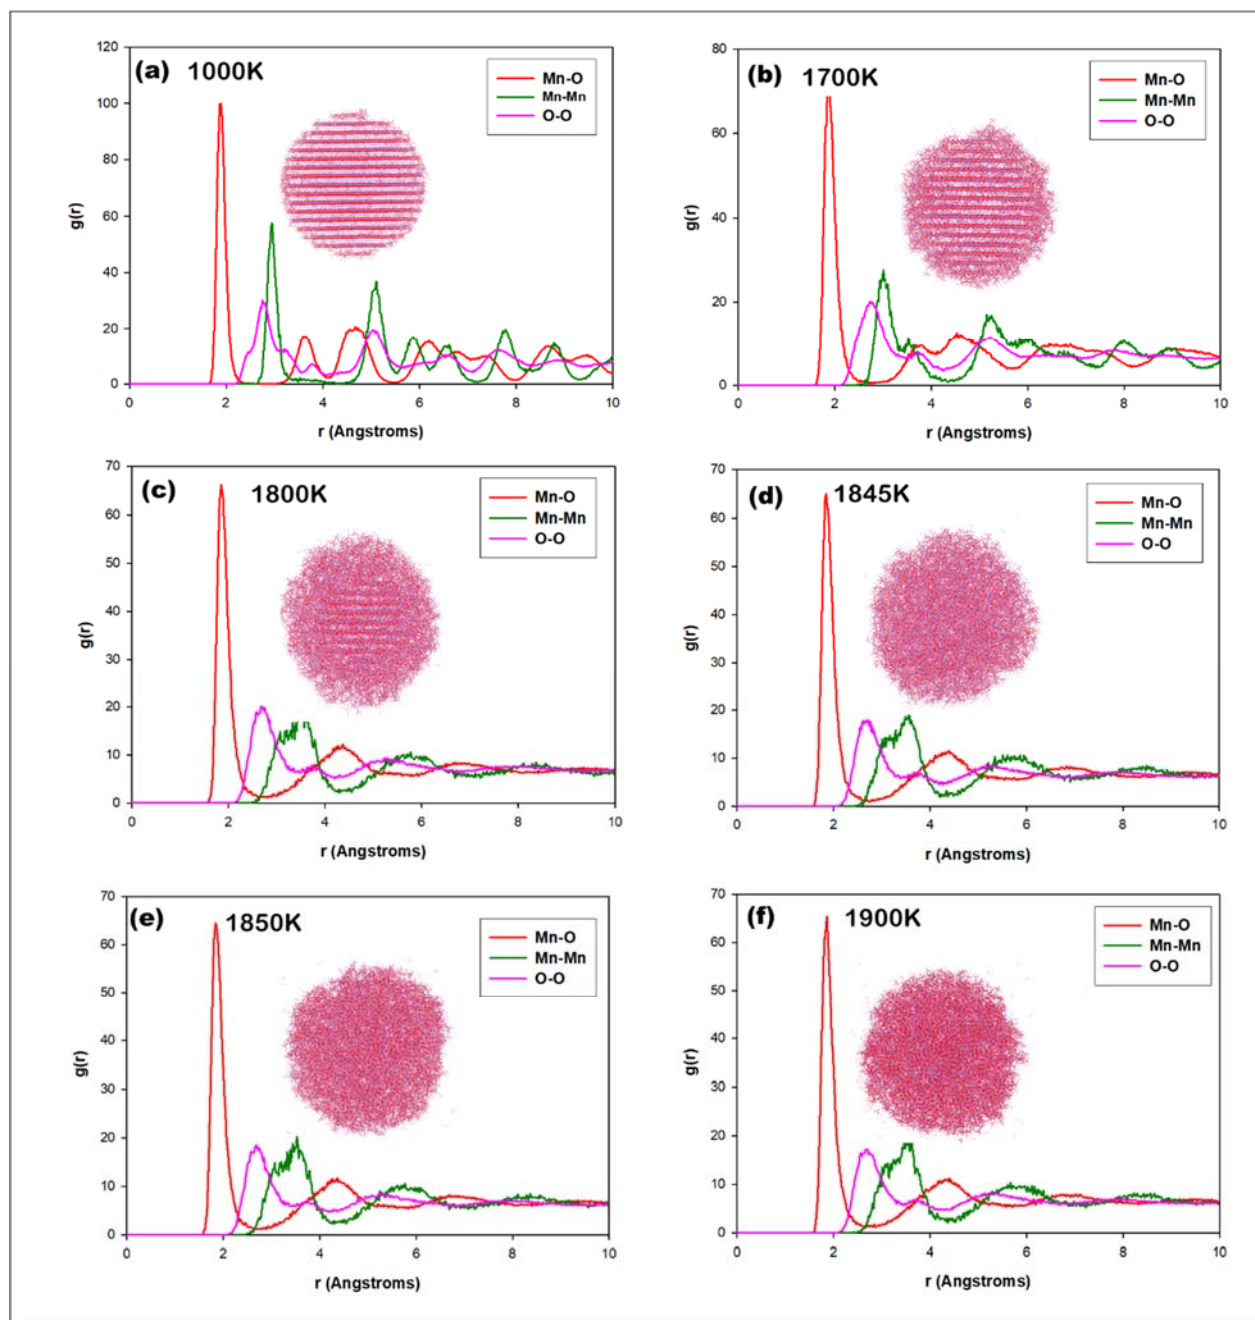 (a) 1000K
Mn-O
Mn-Mn
O-O
120
100
80
60
40
20
0
g(r)
0 2 4 6 8 10
r (Angstroms)
(b) 1700K
Mn-O
Mn-Mn
O-O
80
60
40
20
0
g(r)
0 2 4 6 8 10
r (Angstroms)
(c) 1800K
Mn-O
Mn-Mn
O-O
70
60
50
40
30
20
10
0
g(r)
0 2 4 6 8 10
r (Angstroms)
(d) 1845K
Mn-O
Mn-Mn
O-O
70
60
50
40
30
20
10
0
g(r)
0 2 4 6 8 10
r (Angstroms)
(e) 1850K
Mn-O
Mn-Mn
O-O
70
60
50
40
30
20
10
0
g(r)
0 2 4 6 8 10
r (Angstroms)
(f) 1900K
Mn-O
Mn-Mn
O-O
70
60
50
40
30
20
10
0
g(r)
0 2 4 6 8 10
r (Angstroms)